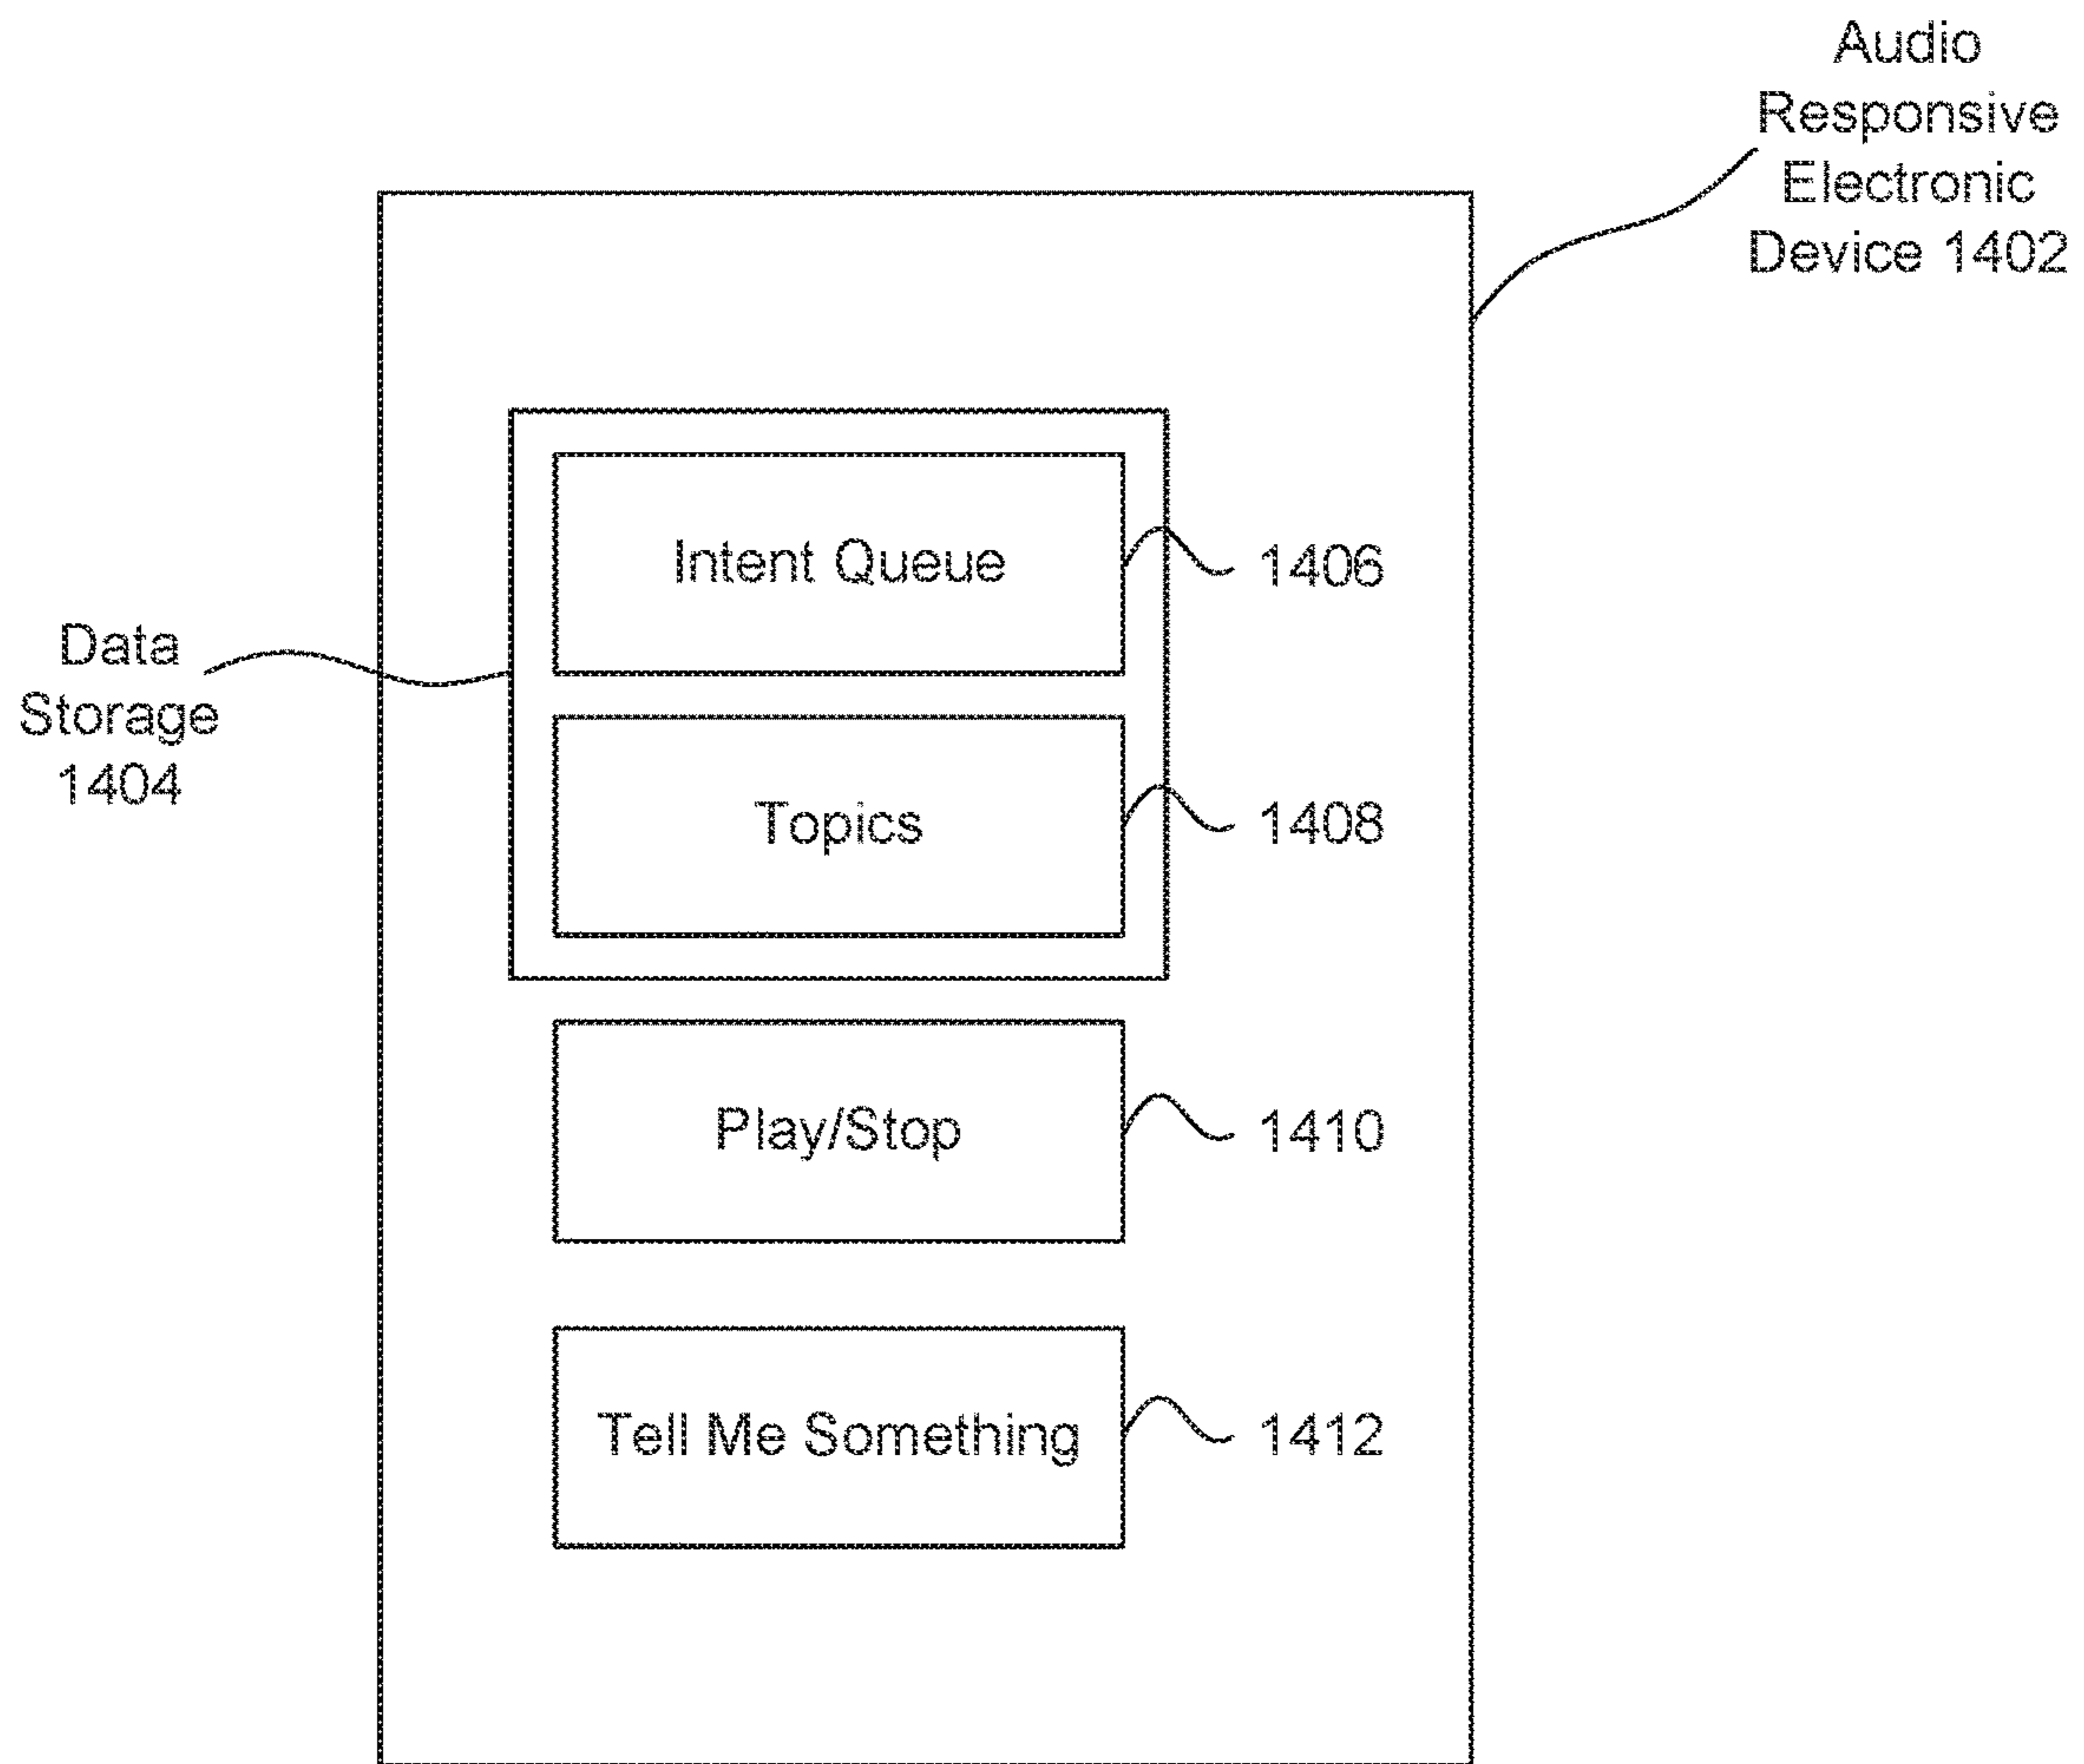 Audio
Responsive
Electronic
Device 1402
Intent Queue
1406
Data
Storage
1404
Topics
1408
Play/Stop
1410
Tell Me Something
1412